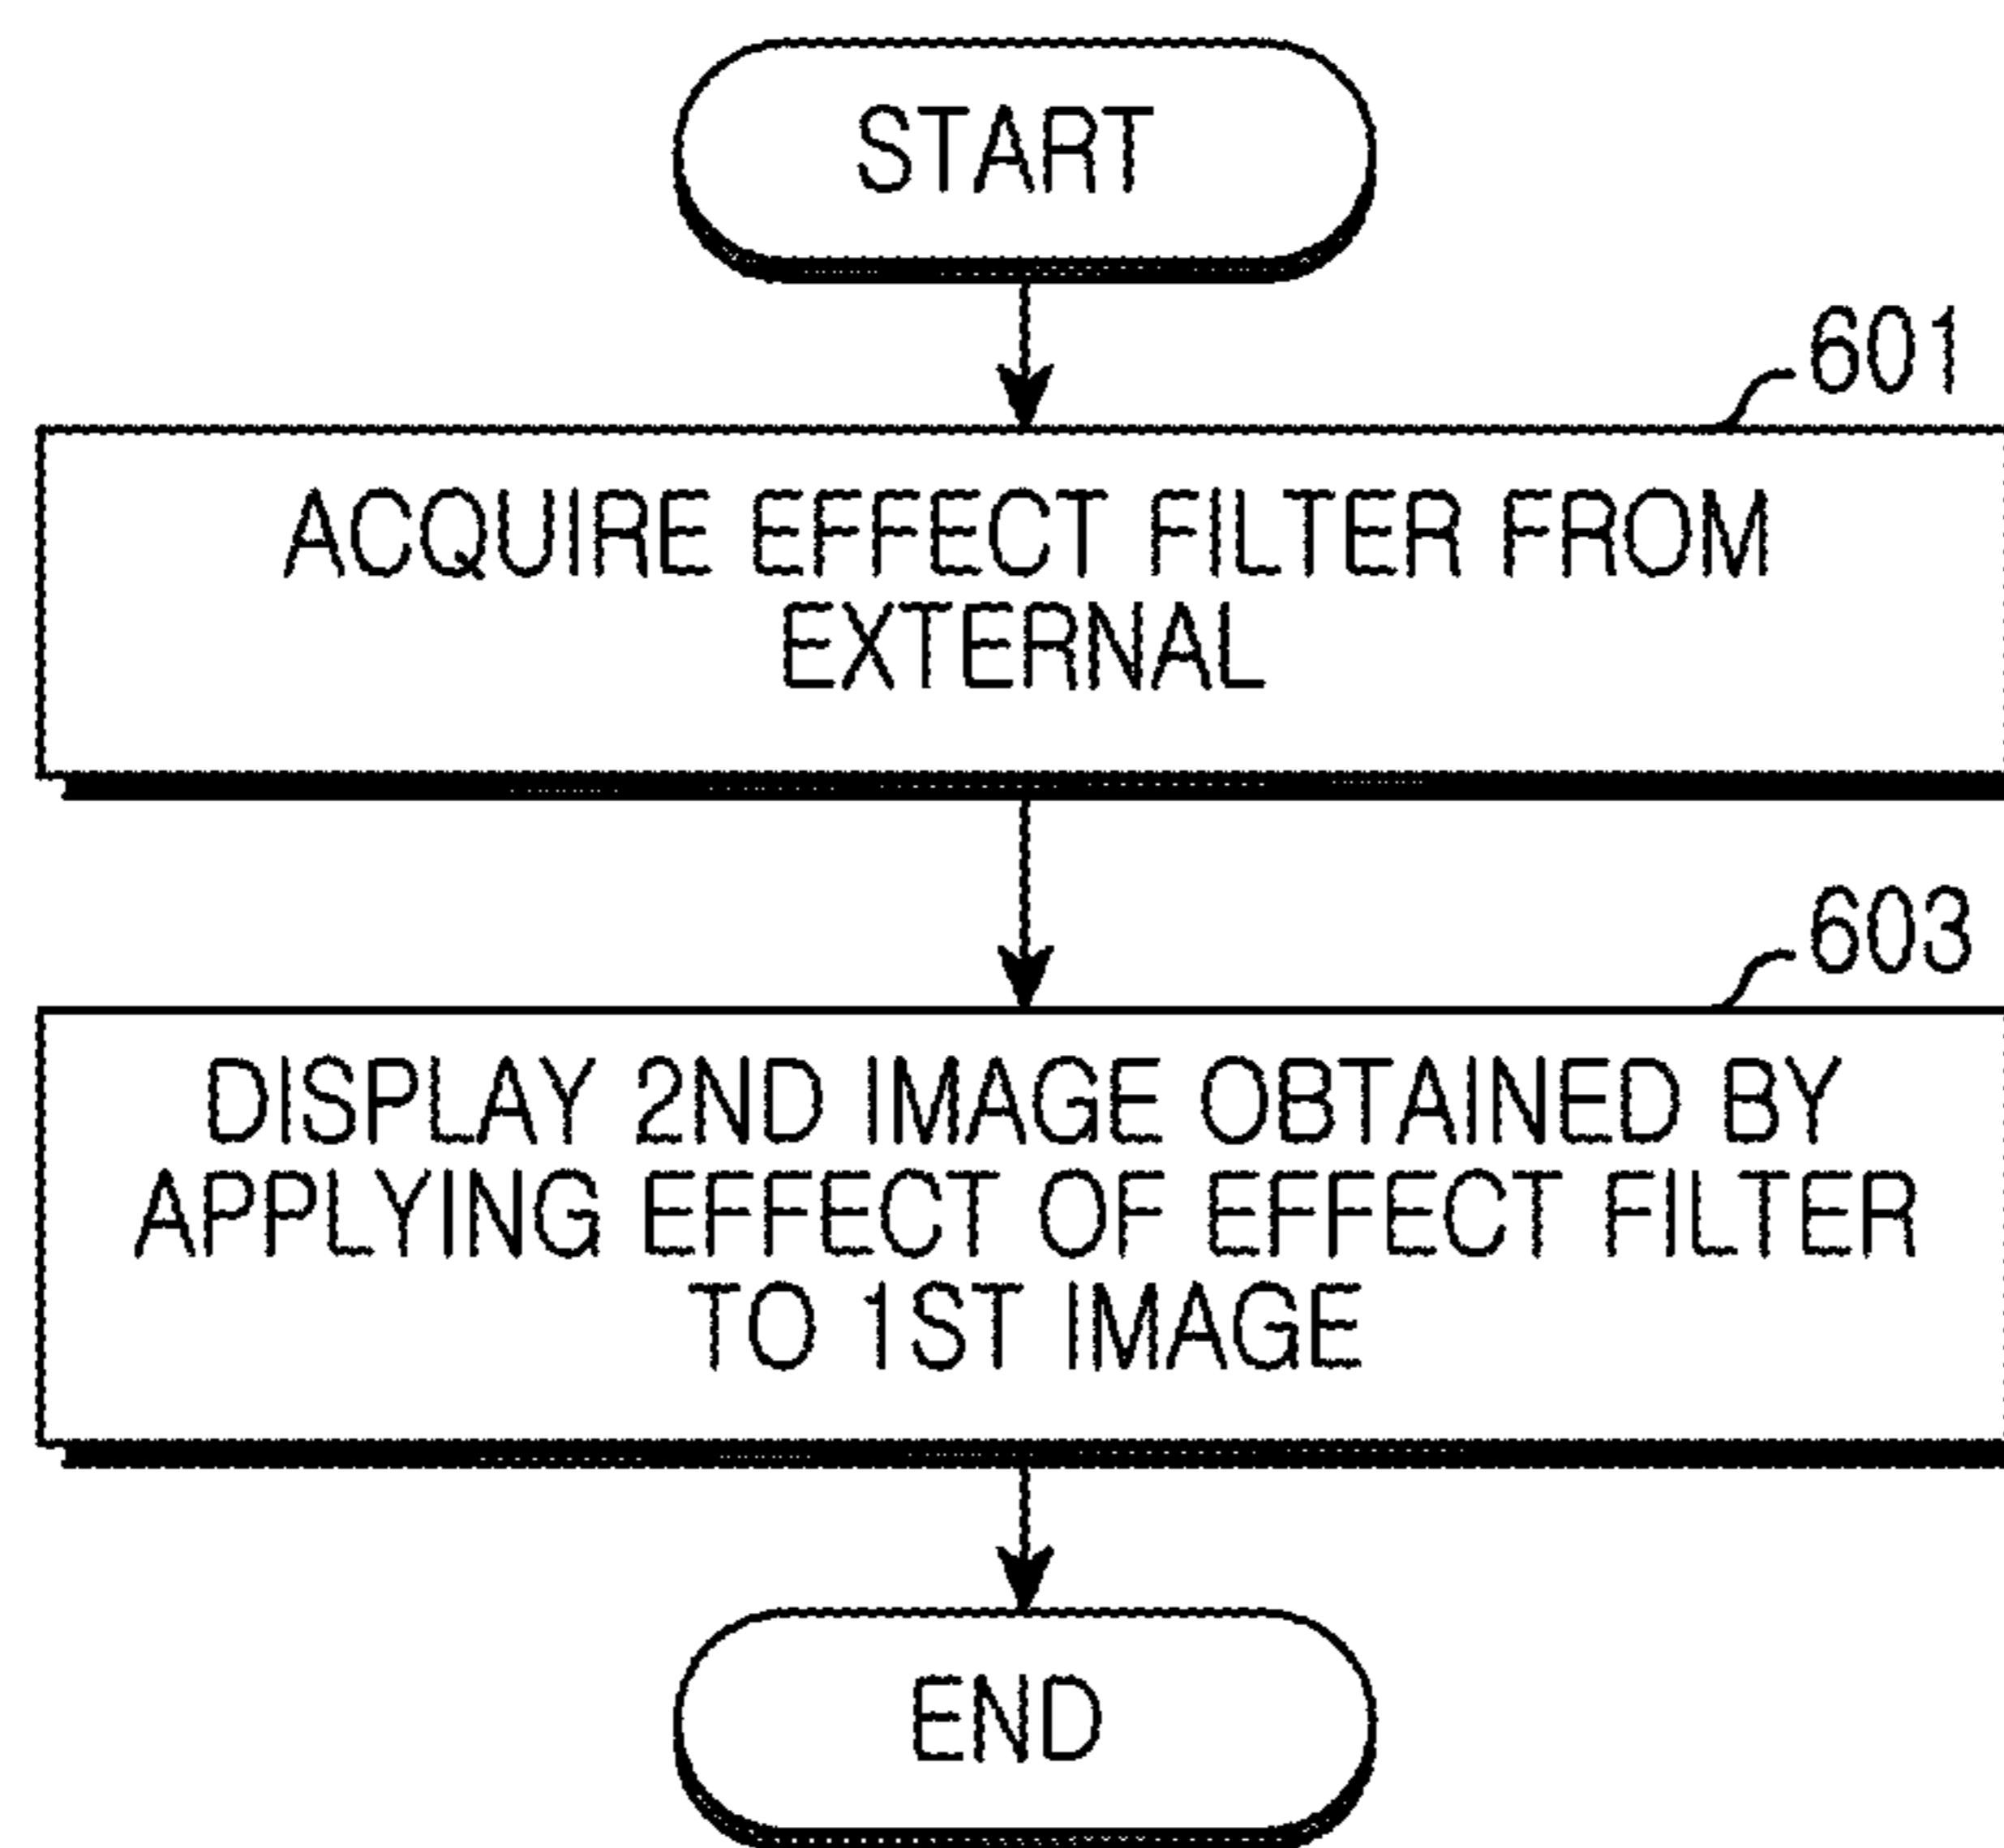 START
601
ACQUIRE EFFECT FILTER FROM
EXTERNAL
603
DISPLAY 2ND IMAGE OBTAINED BY
APPLYING EFFECT OF EFFECT FILTER
TO 1ST IMAGE
END